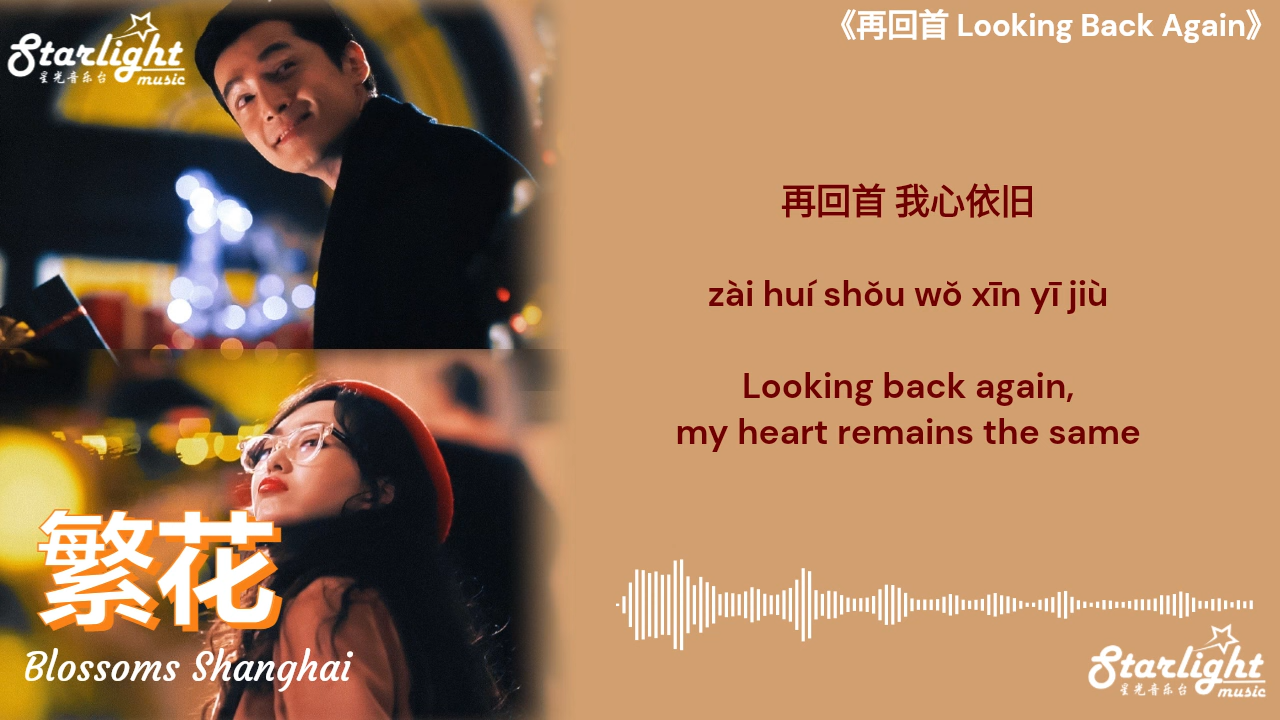 Starlight
星光音乐台 music
《再回首 Looking Back Again》
再回首 我心依旧
zài huí shǒu wǒ xīn yī jiù
Looking back again,
my heart remains the same
繁花
Blossoms Shanghai
Starlight
星光音乐台 music